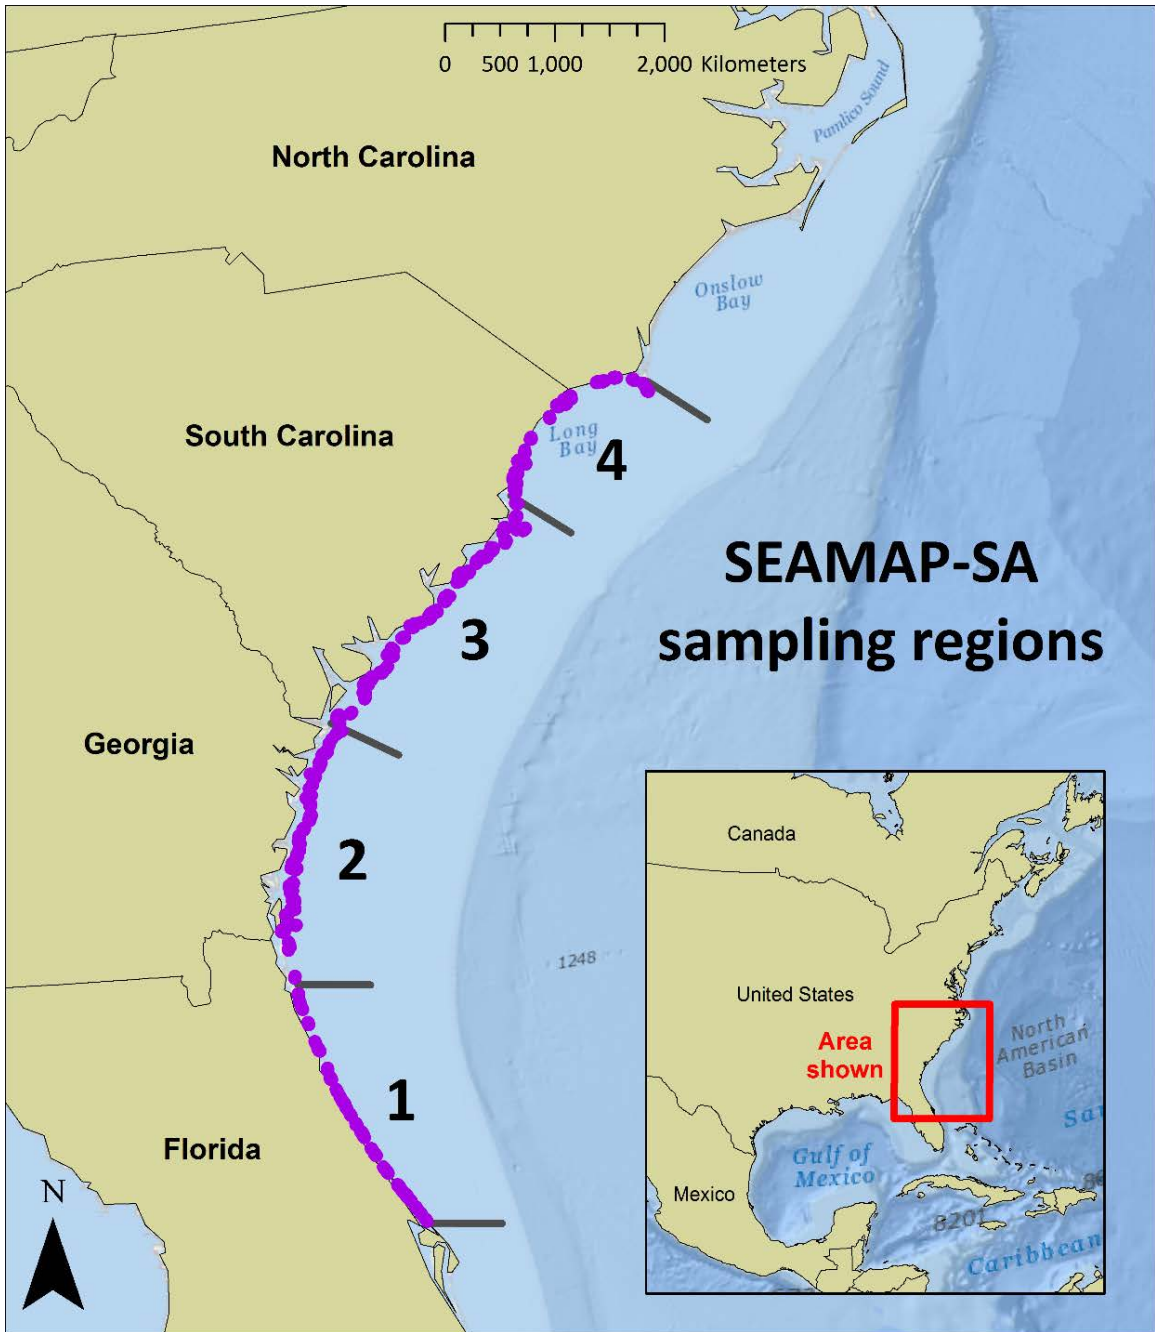 0 500 1,000 2,000 Kilometers
Pamlico Sound
North Carolina
Onslow
Bay
South Carolina
Long
Bay
4
SEAMAP-SA
sampling regions
3
Georgia
2
1248
1
Florida
N
Canada
United States
Area
shown
North
American
Basin
Gulf of
Mexico
Mexico
8201
Caribbean